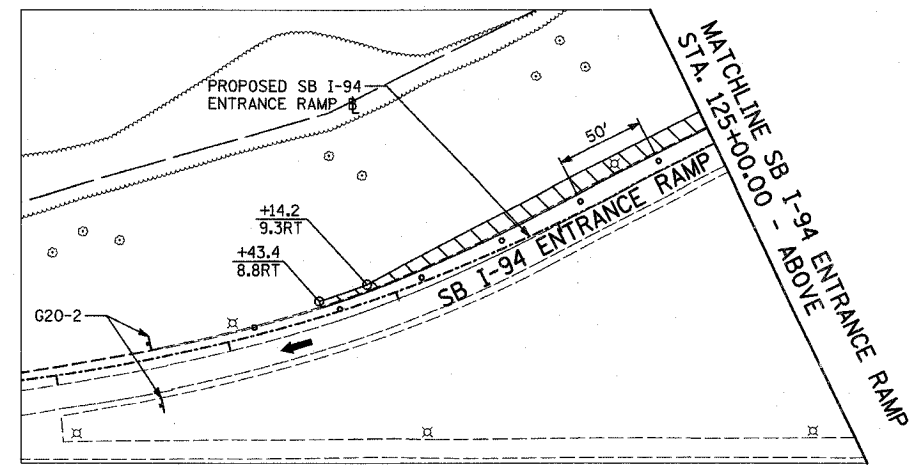 PROPOSED SB I-94
ENTRANCE RAMP ℄
50'
MATCHLINE SB I-94 ENTRANCE RAMP
STA. 125+00.00 - ABOVE
+14.2
9.3RT
+43.4
8.8RT
SB I-94 ENTRANCE RAMP
G20-2